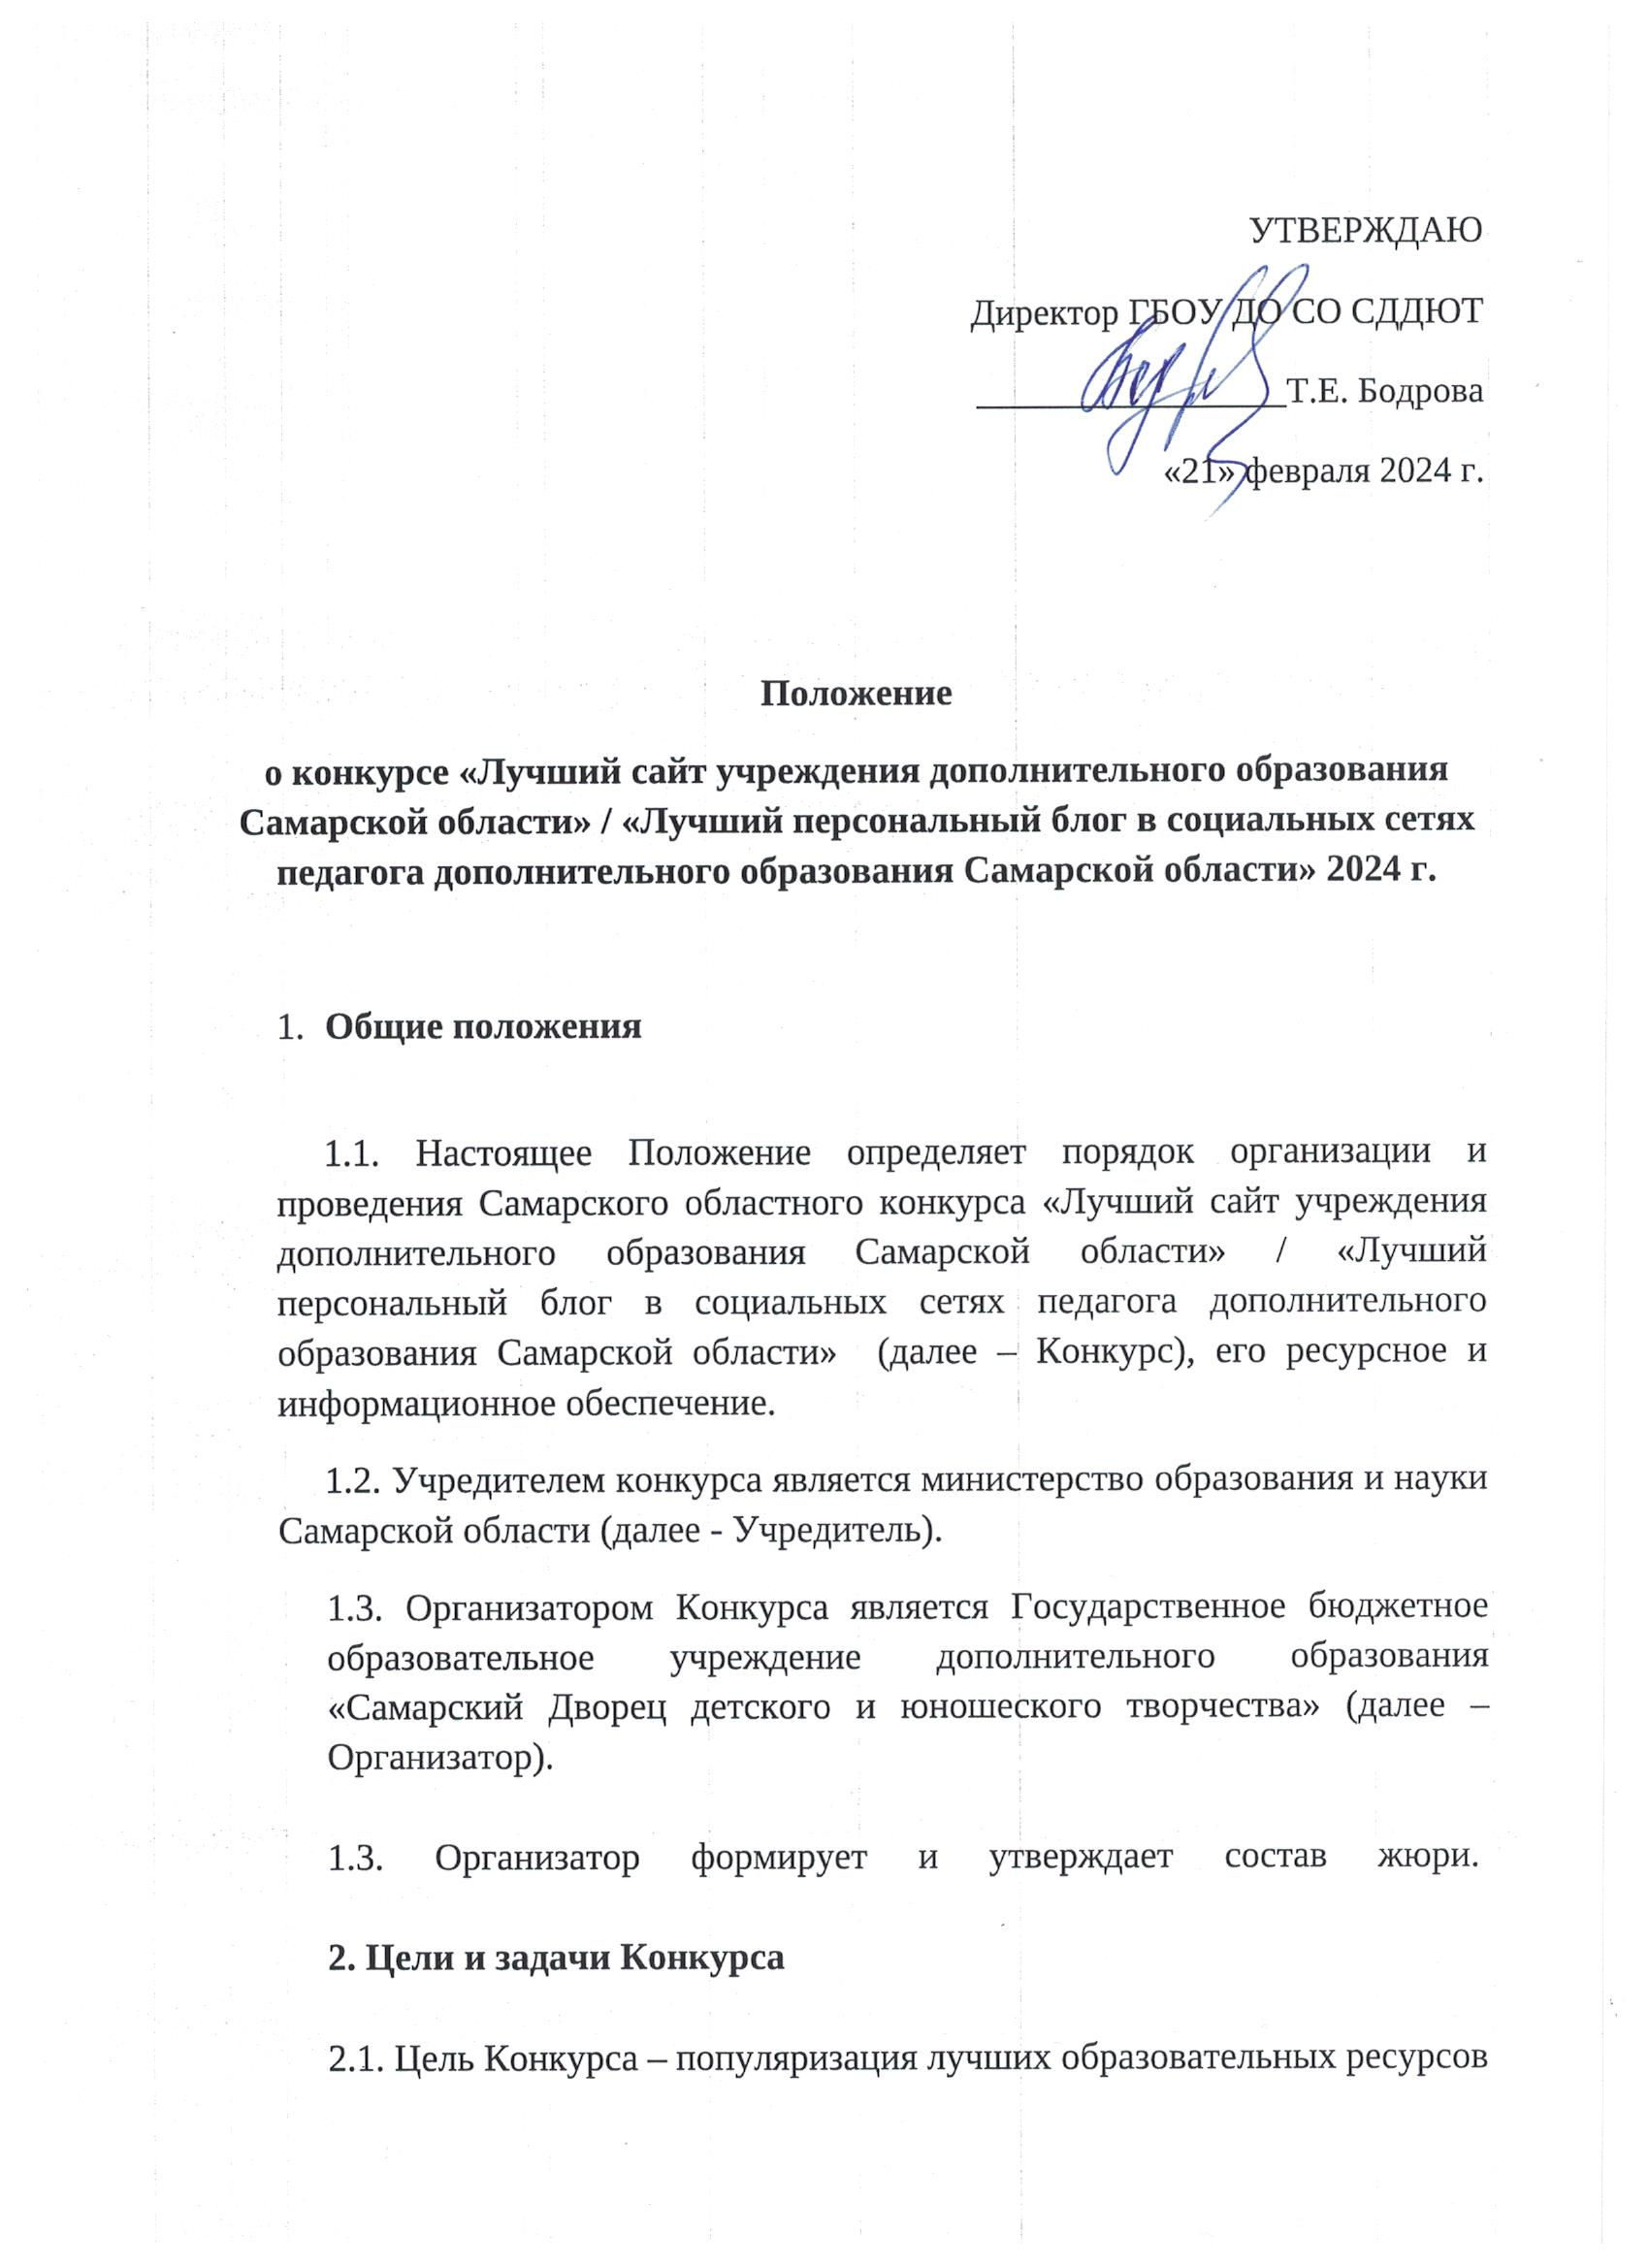 УТВЕРЖДАЮ
Директор ГБОУ ДО СО СДДЮТ
Т.Е. Бодрова
«21» февраля 2024 г.
Положение
о конкурсе «Лучший сайт учреждения дополнительного образования
Самарской области» / «Лучший персональный блог в социальных сетях
педагога дополнительного образования Самарской области» 2024 г.
1. Общие положения
1.1. Настоящее Положение определяет порядок организации и
проведения Самарского областного конкурса «Лучший сайт учреждения
дополнительного образования Самарской области» / «Лучший
персональный блог в социальных сетях педагога дополнительного
образования Самарской области» (далее – Конкурс), его ресурсное и
информационное обеспечение.
1.2. Учредителем конкурса является министерство образования и науки
Самарской области (далее - Учредитель).
1.3. Организатором Конкурса является Государственное бюджетное
образовательное учреждение дополнительного образования
«Самарский Дворец детского и юношеского творчества» (далее –
Организатор).
1.3. Организатор формирует и утверждает состав жюри.
2. Цели и задачи Конкурса
2.1. Цель Конкурса – популяризация лучших образовательных ресурсов